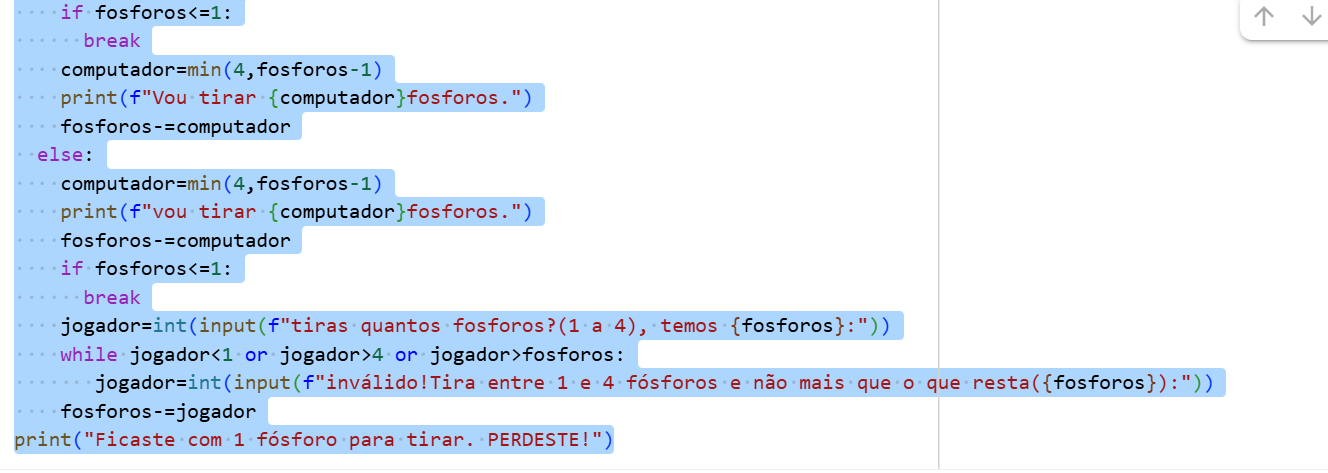 if fosforos<=1:
      break
    computador=min(4,fosforos-1)
    print(f"Vou tirar {computador}fosforos.")
    fosforos-=computador
  else:
    computador=min(4,fosforos-1)
    print(f"vou tirar {computador}fosforos.")
    fosforos-=computador
    if fosforos<=1:
      break
    jogador=int(input(f"tiras quantos fosforos?(1 a 4), temos {fosforos}:"))
    while jogador<1 or jogador>4 or jogador>fosforos:
       jogador=int(input(f"inválido!Tira entre 1 e 4 fósforos e não mais que o que resta({fosforos}):"))
    fosforos-=jogador
print("Ficaste com 1 fósforo para tirar. PERDESTE!")